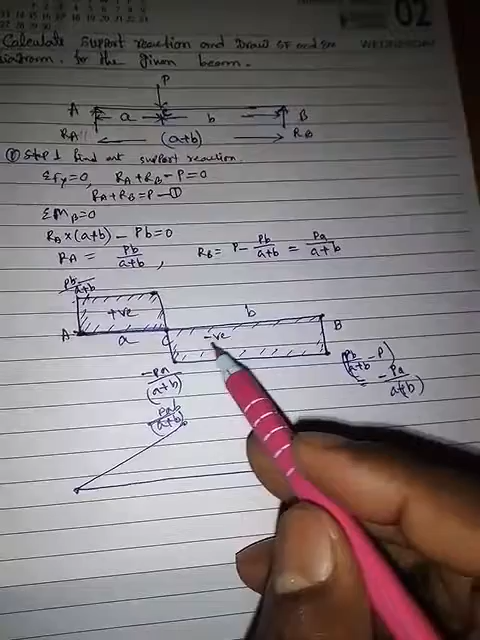 02
WEDNESDAY
Calculate support reaction and Draw SF and BM
diagram. for the given beam.
P
A C B
a b
RA (a+b) RB
Step 1 find out support reaction.
ΣFy=0, RA+RB-P=0
RA+RB=P -①
ΣMB=0
RA×(a+b) - Pb=0
RA = Pb/a+b , RB= P- Pb/a+b = Pa/a+b
Pb/a+b
+ve b
A a C -ve B
(Pb/a+b -P)
-Pa/(a+b) = -Pa/a+b)
Pab/(a+b)